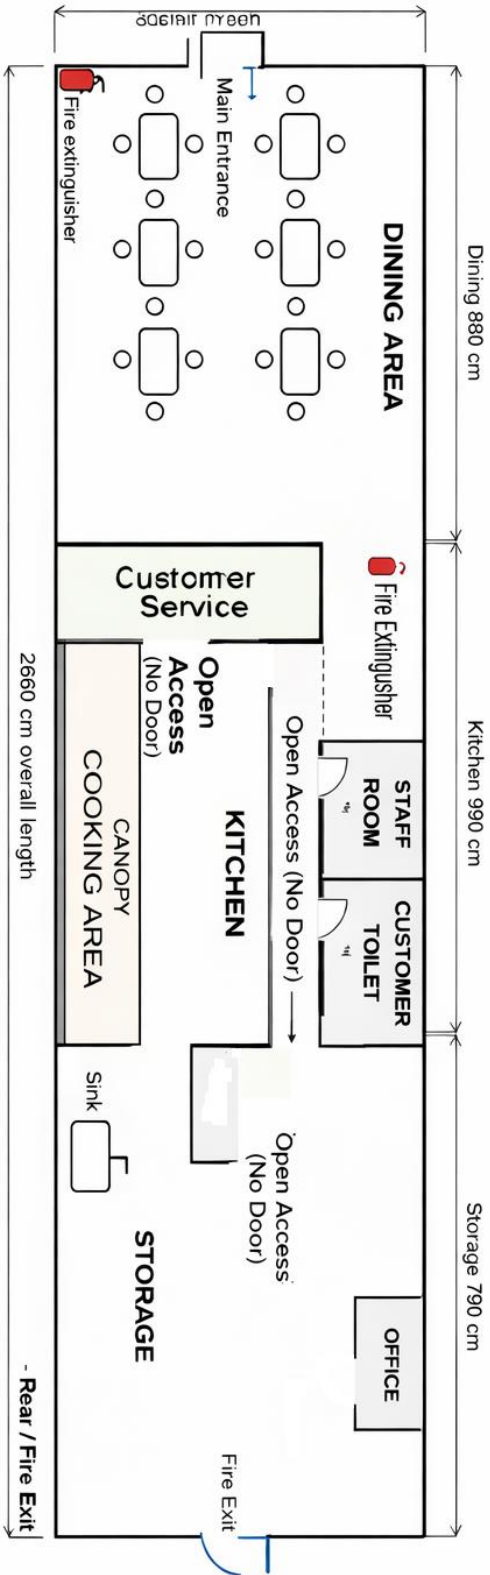 Main Entrance
Fire extinguisher
DINING AREA
Dining 880 cm
Customer
Service
Fire Extingusher
Open
Access
(No Door)
CANOPY
COOKING AREA
KITCHEN
Open Access (No Door)
STAFF
ROOM
CUSTOMER
TOILET
Kitchen 990 cm
2660 cm overall length
Sink
Open Access
(No Door)
STORAGE
Storage 790 cm
OFFICE
Fire Exit
- Rear / Fire Exit